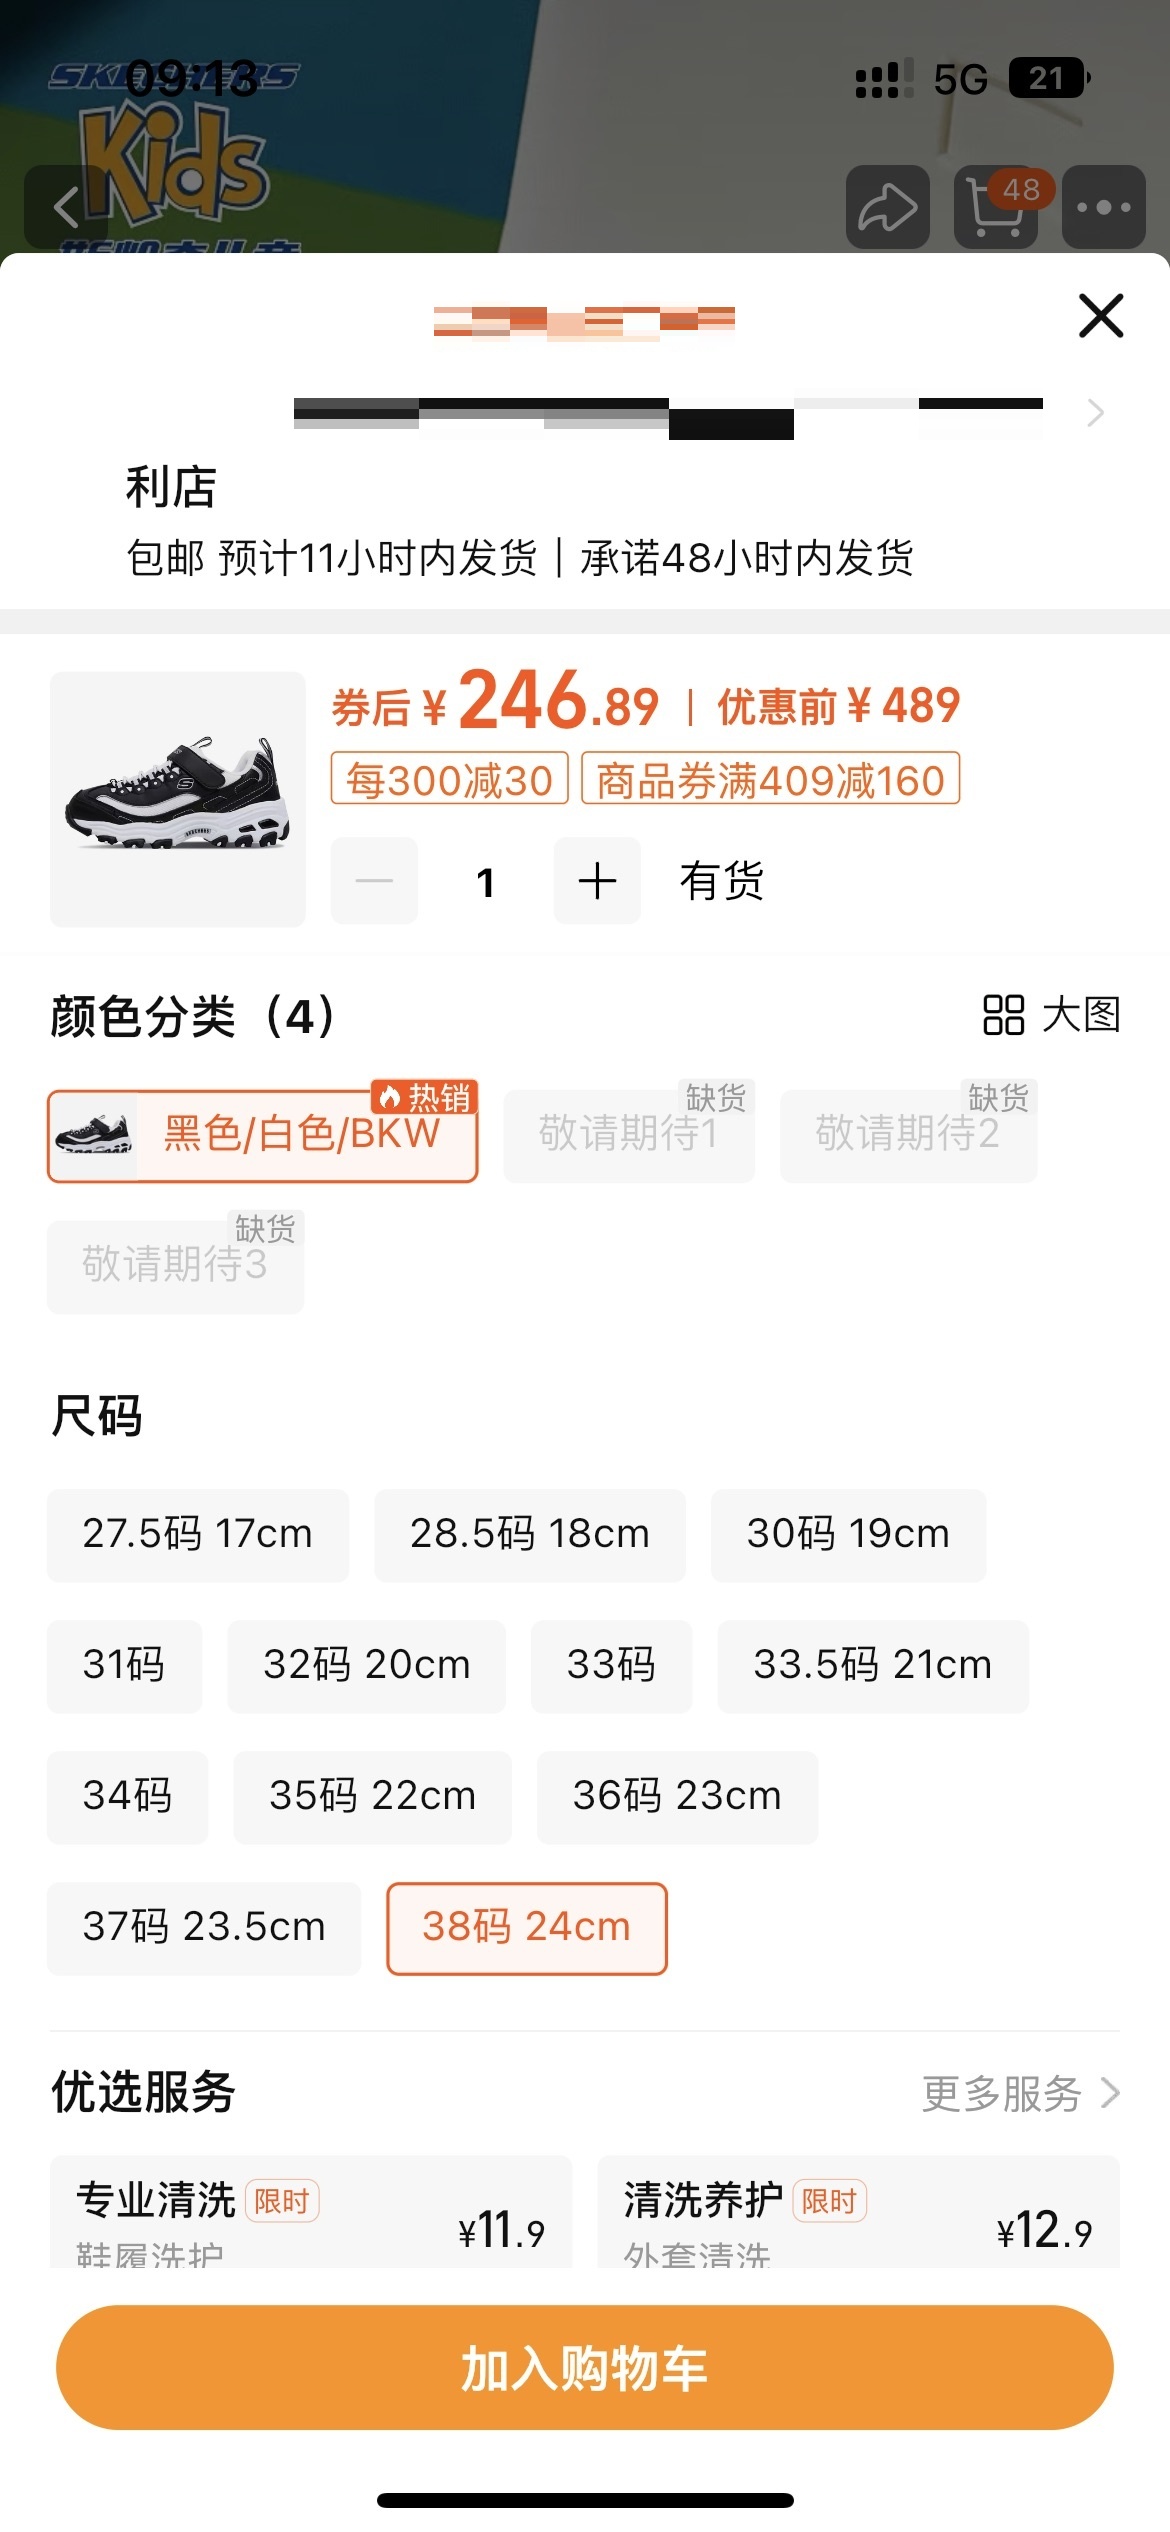 09:13
5G
21
SKECHERS
Kids
48
利店
包邮 预计11小时内发货 | 承诺48小时内发货
券后 ¥ 246.89 | 优惠前 ¥ 489
每300减30 商品券满409减160
1 有货
颜色分类（4） 大图
热销 缺货 缺货
黑色/白色/BKW 敬请期待1 敬请期待2
缺货
敬请期待3
尺码
27.5码 17cm 28.5码 18cm 30码 19cm
31码 32码 20cm 33码 33.5码 21cm
34码 35码 22cm 36码 23cm
37码 23.5cm 38码 24cm
优选服务 更多服务
专业清洗 限时 ¥11.9 清洗养护 限时 ¥12.9
鞋履洗护 外套清洗
加入购物车